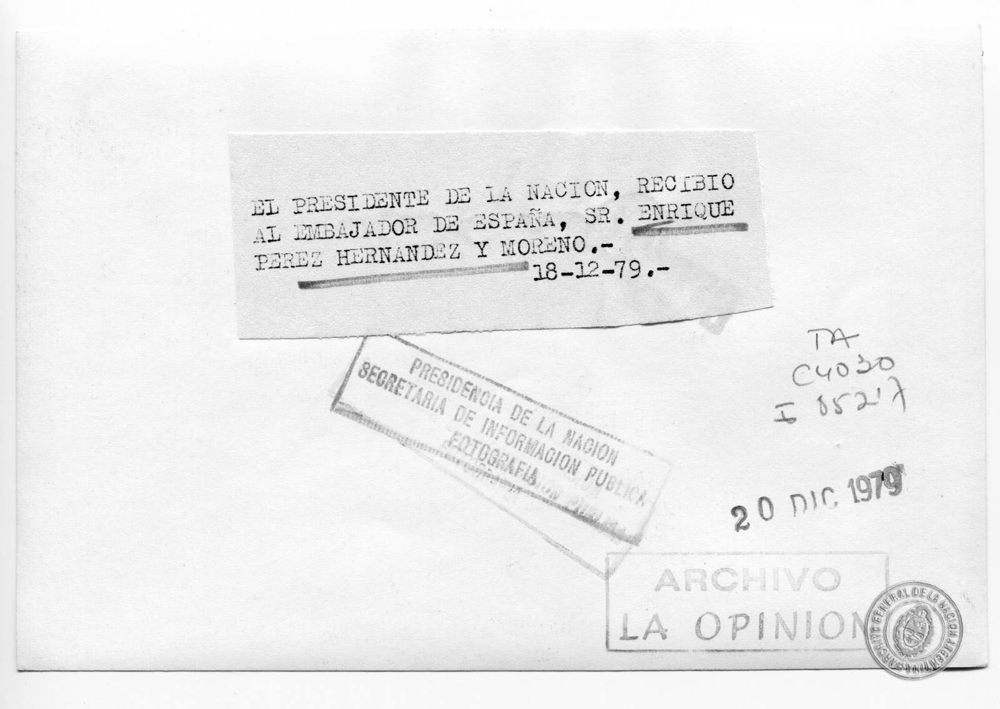 EL PRESIDENTE DE LA NACION, RECIBIO
AL EMBAJADOR DE ESPAÑA, SR. ENRIQUE
PEREZ HERNANDEZ Y MORENO.-
18-12-79.-
PRESIDENCIA DE LA NACION
SECRETARIA DE INFORMACION PUBLICA
FOTOGRAFIA
TA
C4030
I 05217
20 DIC 1979
ARCHIVO
LA OPINION
ARCHIVO GENERAL DE LA NACION ARGENTINA